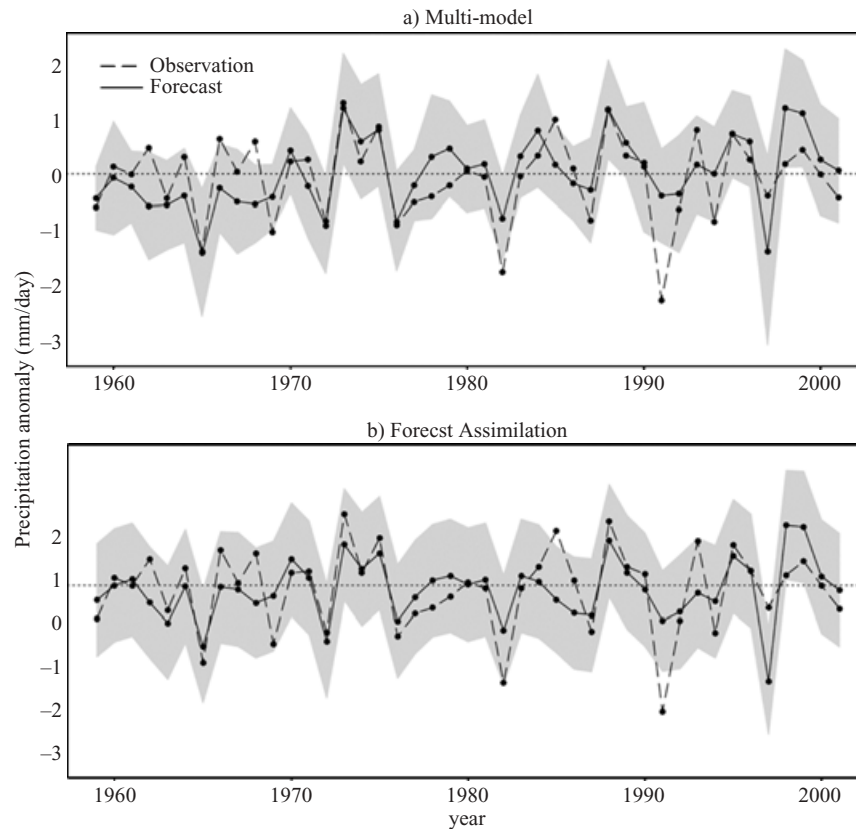 a) Multi-model
2
1
0
−1
−2
−3
Observation
Forecast
1960 1970 1980 1990 2000
Precipitation anomaly (mm/day)
b) Forecst Assimilation
2
1
0
−1
−2
−3
1960 1970 1980 1990 2000
year